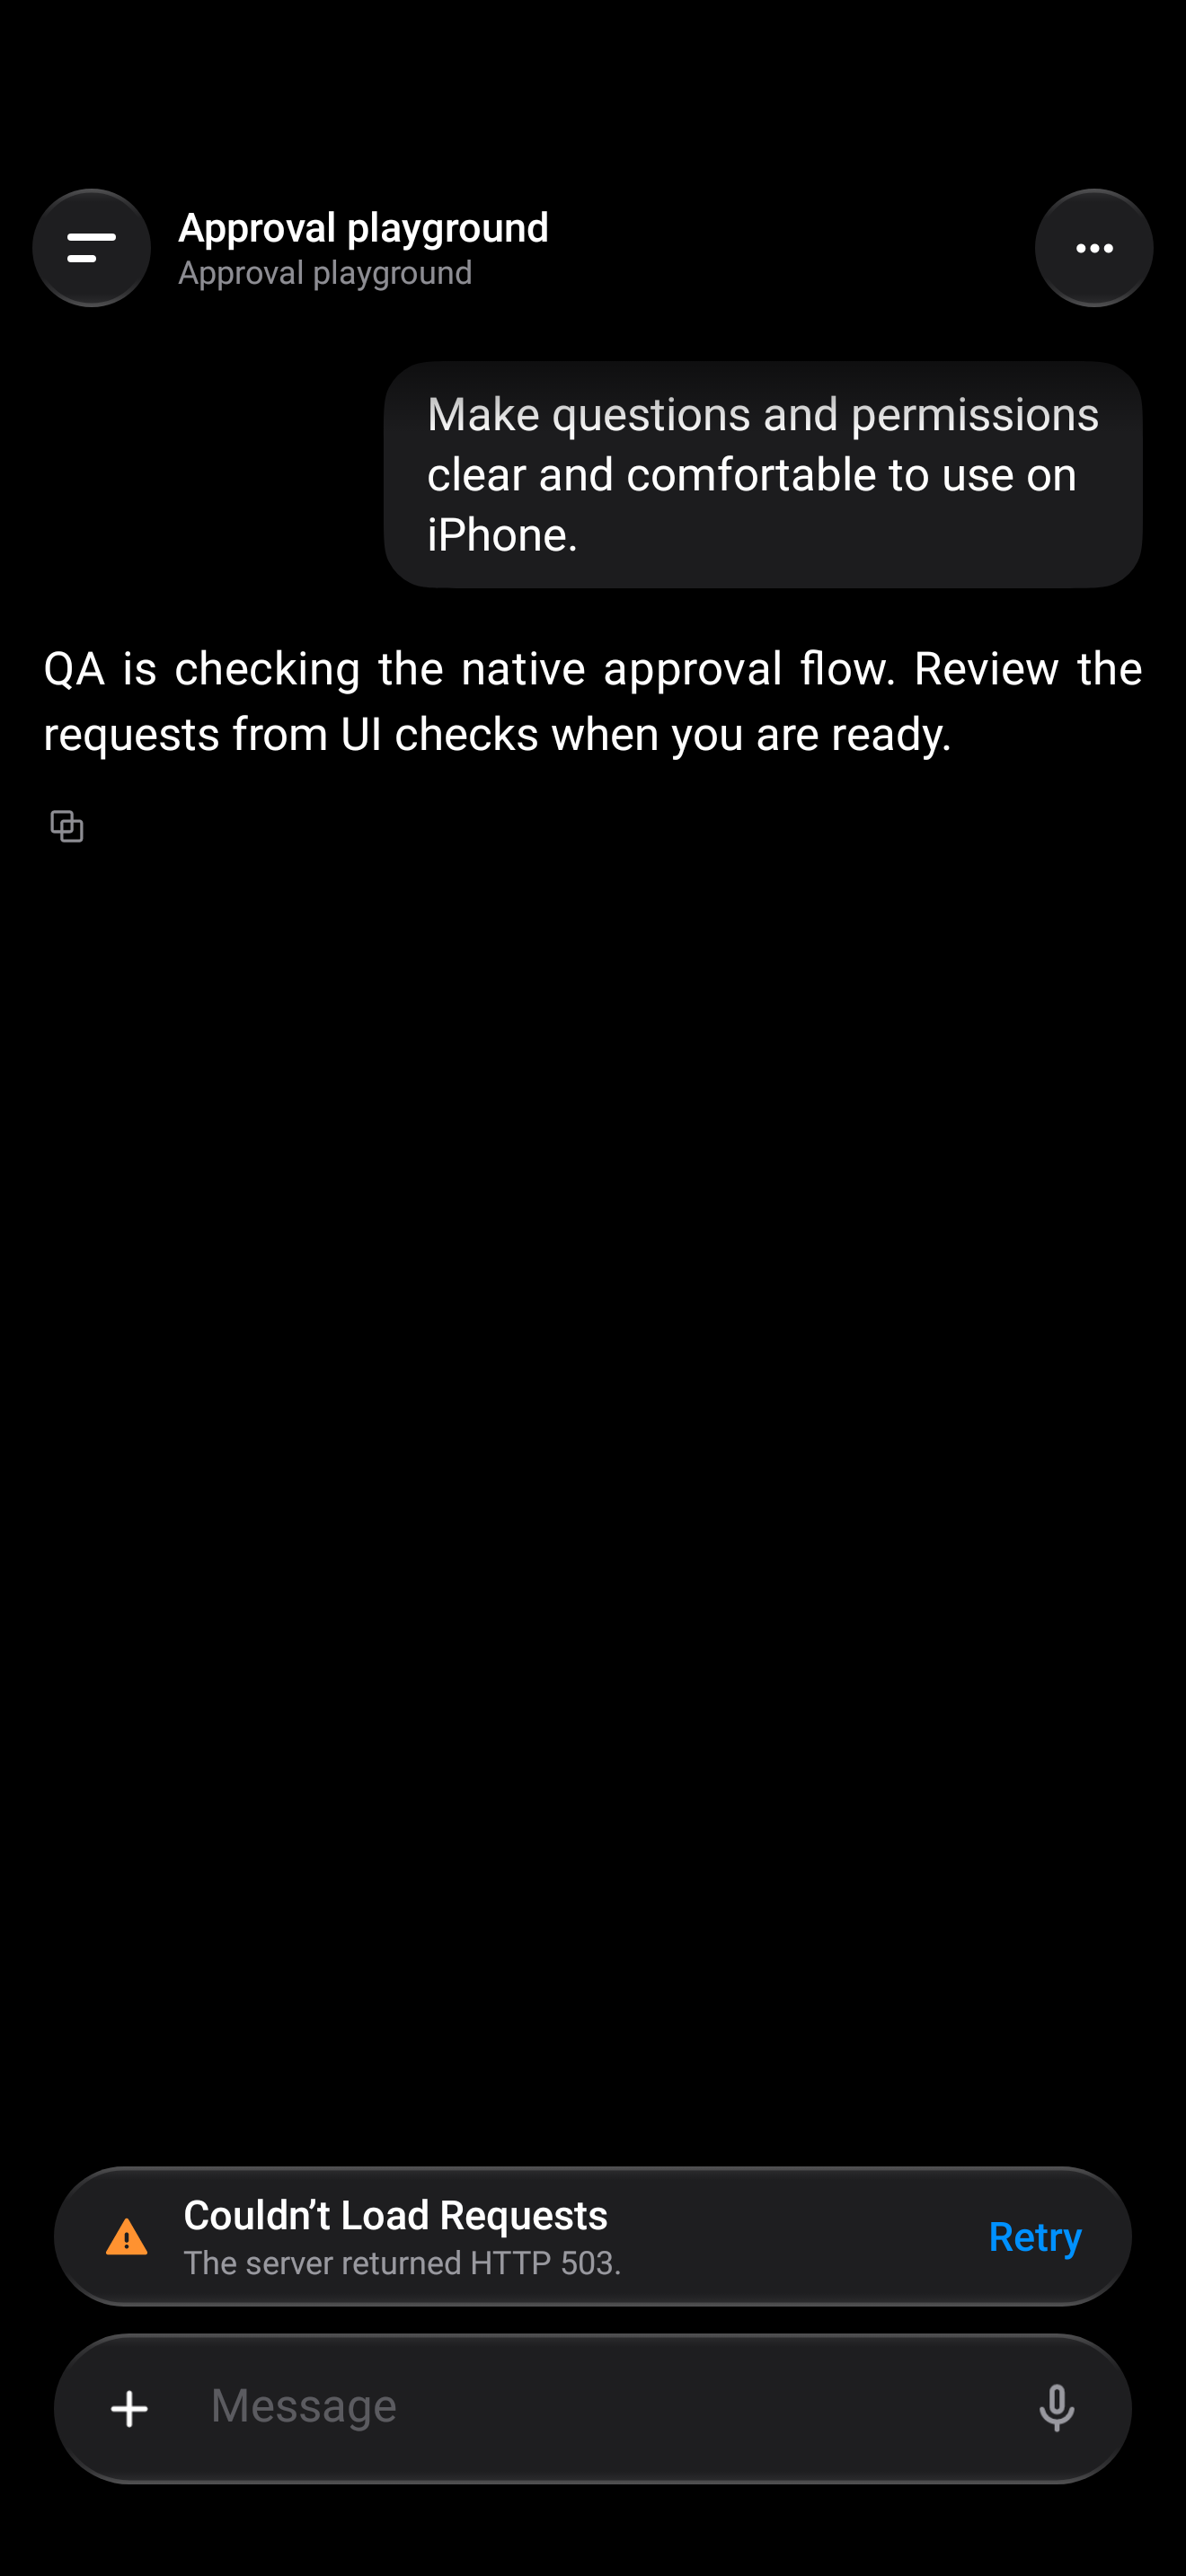 Approval playground
Approval playground
Make questions and permissions
clear and comfortable to use on
iPhone.
QA is checking the native approval flow. Review the
requests from UI checks when you are ready.
Couldn’t Load Requests
The server returned HTTP 503.
Retry
Message